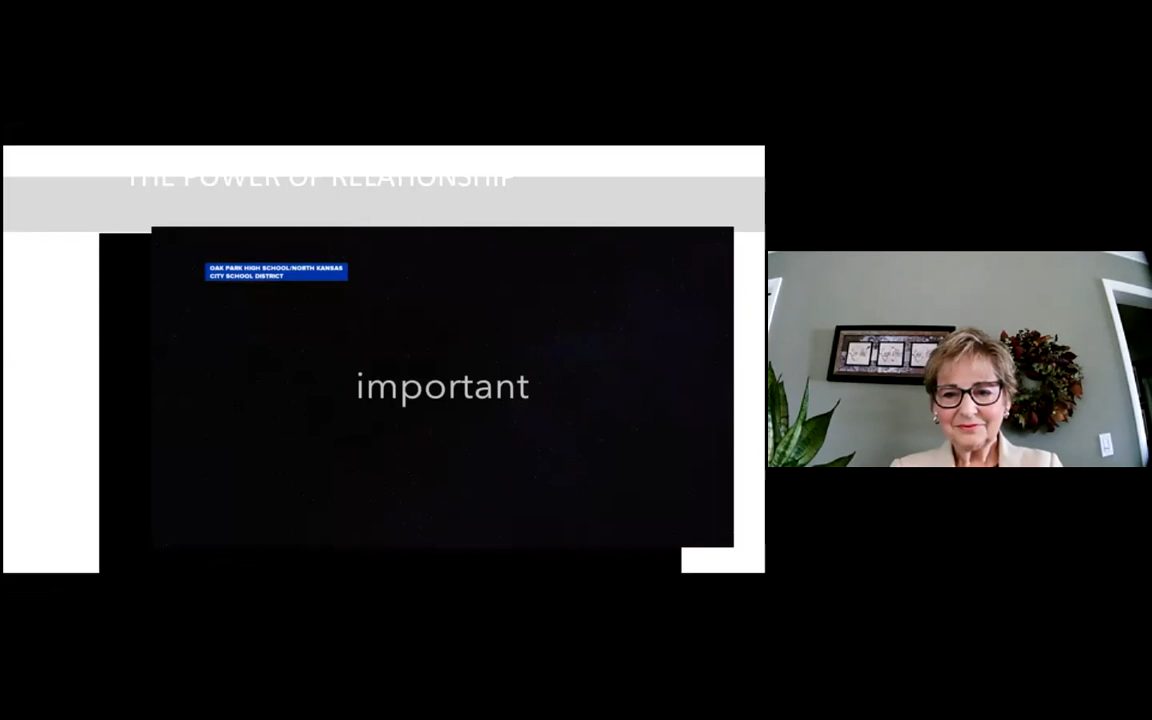 THE POWER OF RELATIONSHIP
OAK PARK HIGH SCHOOL/NORTH KANSAS
CITY SCHOOL DISTRICT
important